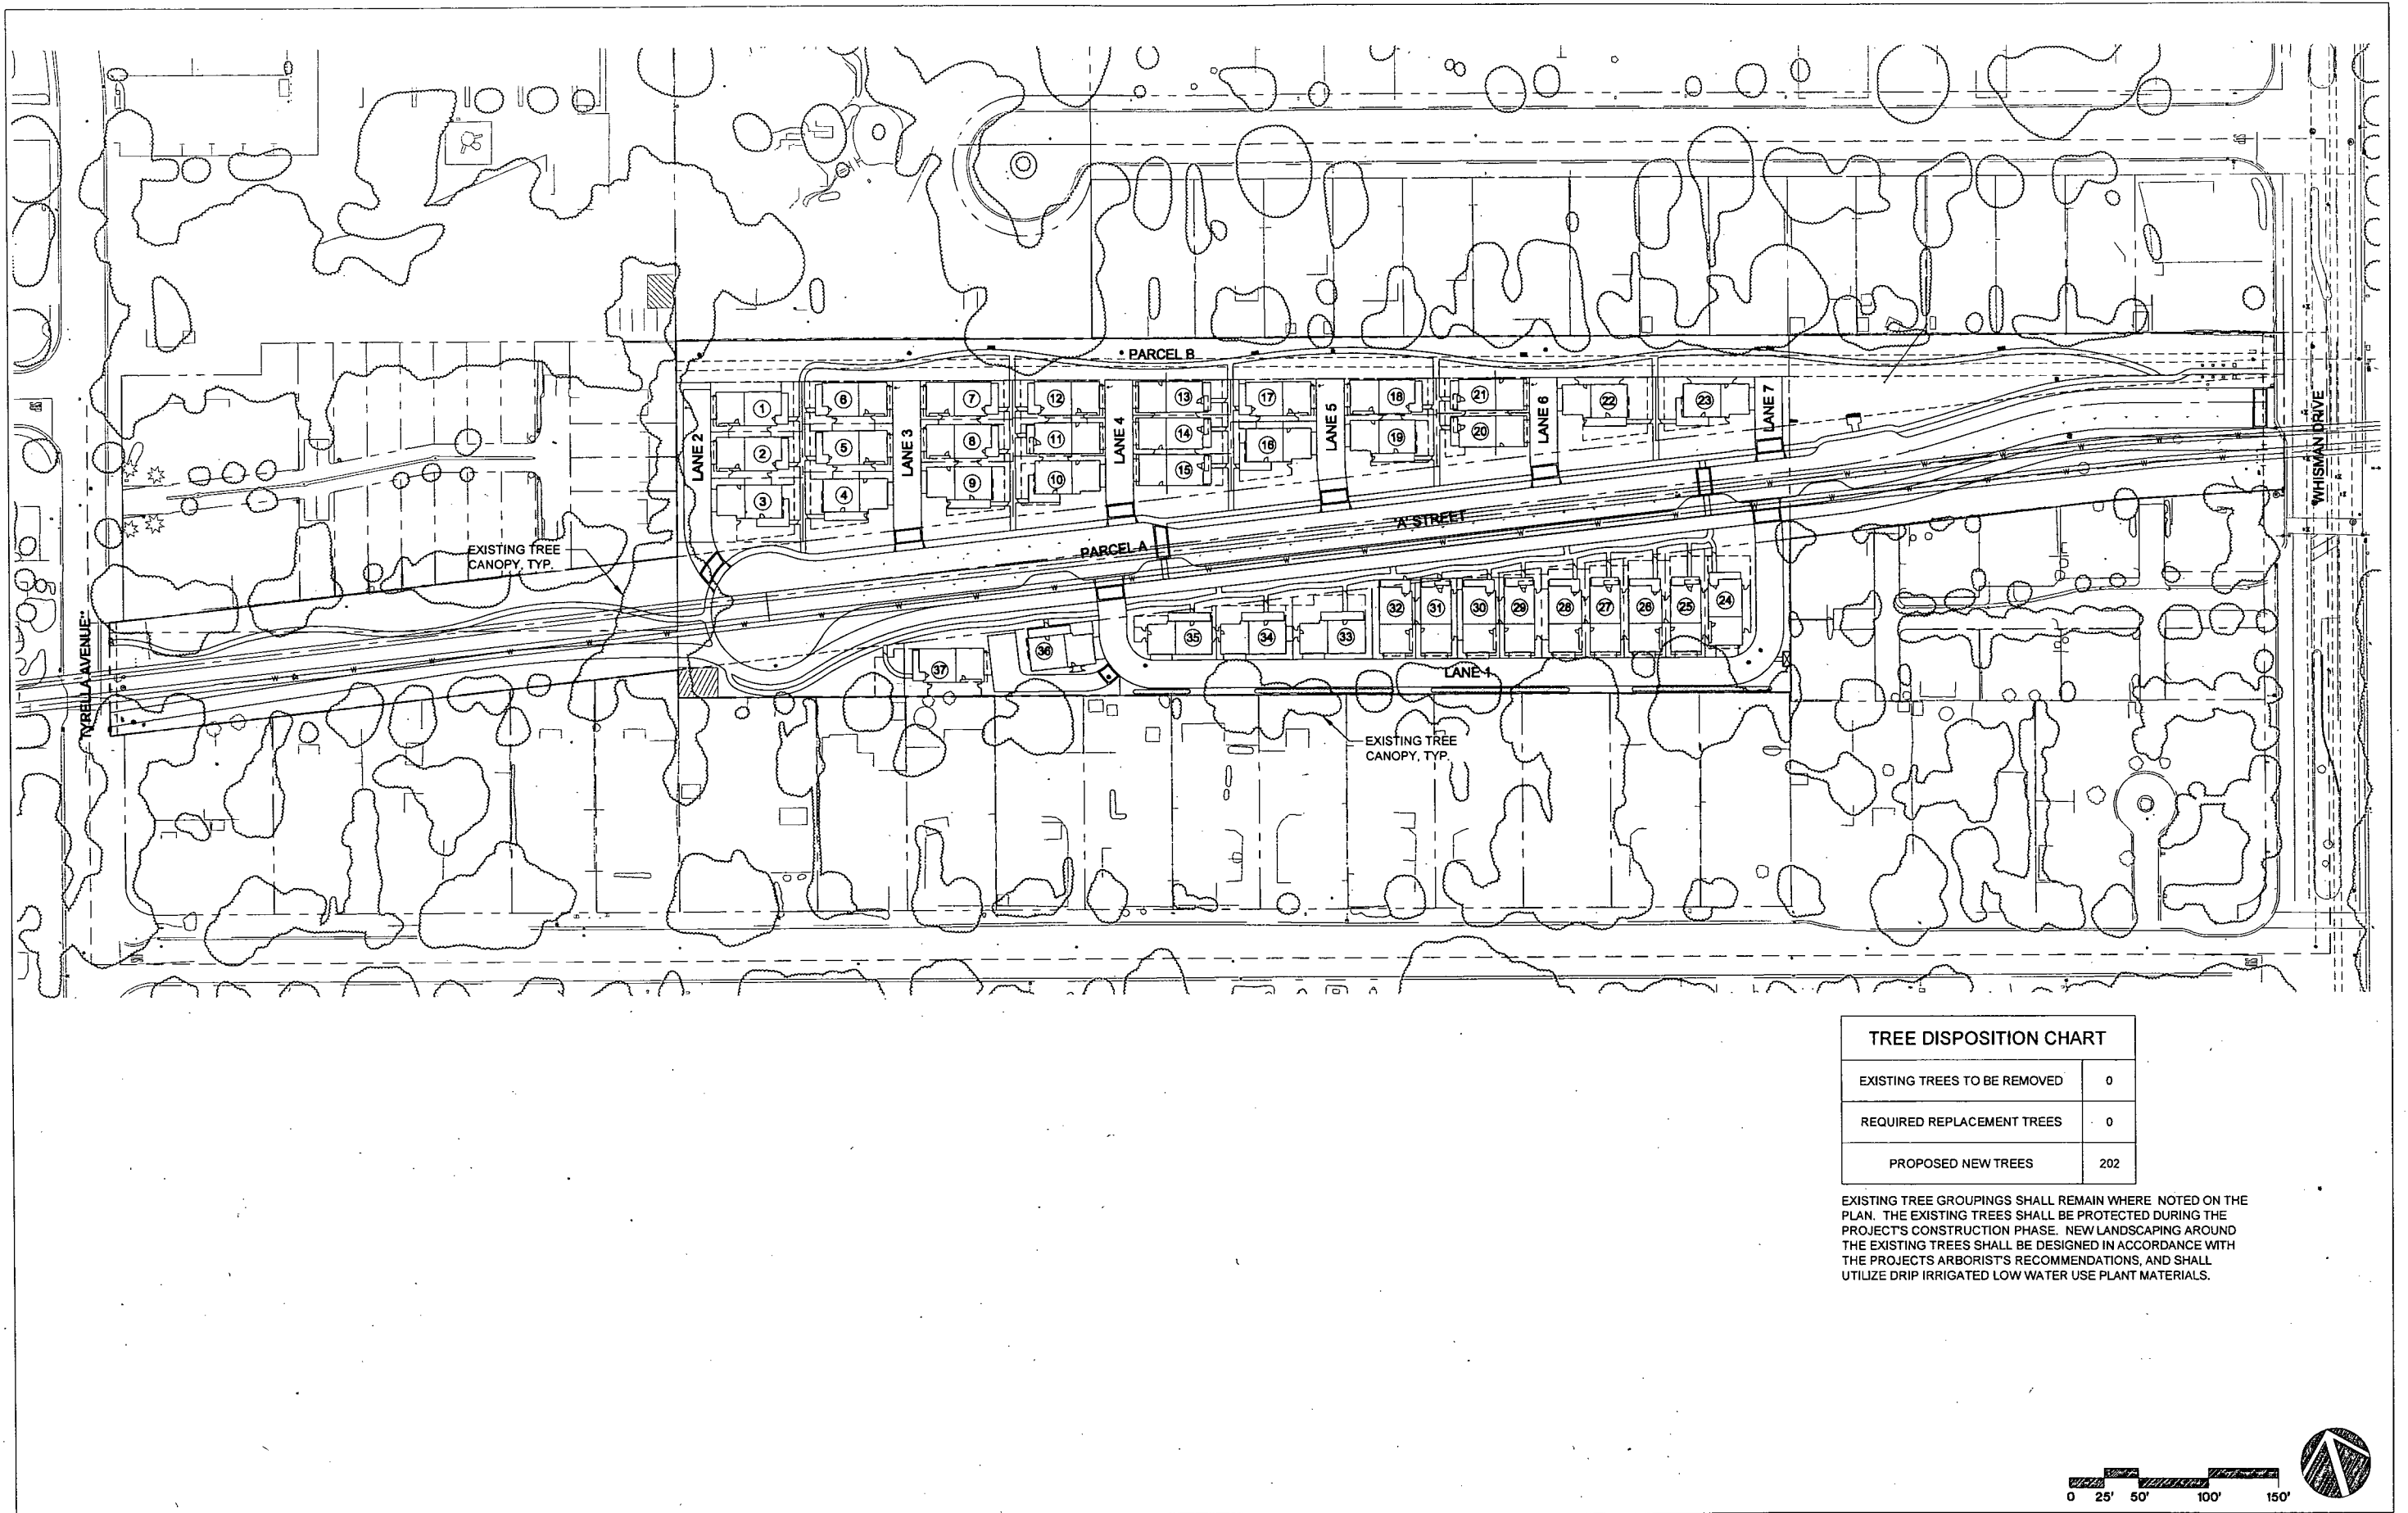 PARCEL B
1
6
7
12
13
17
18
21
22
23
2
5
8
11
14
16
19
20
3
4
9
10
15
LANE 2
LANE 3
LANE 4
LANE 5
LANE 6
LANE 7
WHISMAN DRIVE
'A' STREET
PARCEL A
EXISTING TREE
CANOPY, TYP.
TYRELLA AVENUE
32
31
30
29
28
27
26
25
24
37
36
35
34
33
LANE 1
EXISTING TREE
CANOPY, TYP.
TREE DISPOSITION CHART
EXISTING TREES TO BE REMOVED 0
REQUIRED REPLACEMENT TREES 0
PROPOSED NEW TREES 202
EXISTING TREE GROUPINGS SHALL REMAIN WHERE NOTED ON THE
PLAN. THE EXISTING TREES SHALL BE PROTECTED DURING THE
PROJECT'S CONSTRUCTION PHASE. NEW LANDSCAPING AROUND
THE EXISTING TREES SHALL BE DESIGNED IN ACCORDANCE WITH
THE PROJECTS ARBORIST'S RECOMMENDATIONS, AND SHALL
UTILIZE DRIP IRRIGATED LOW WATER USE PLANT MATERIALS.
0 25' 50' 100' 150'